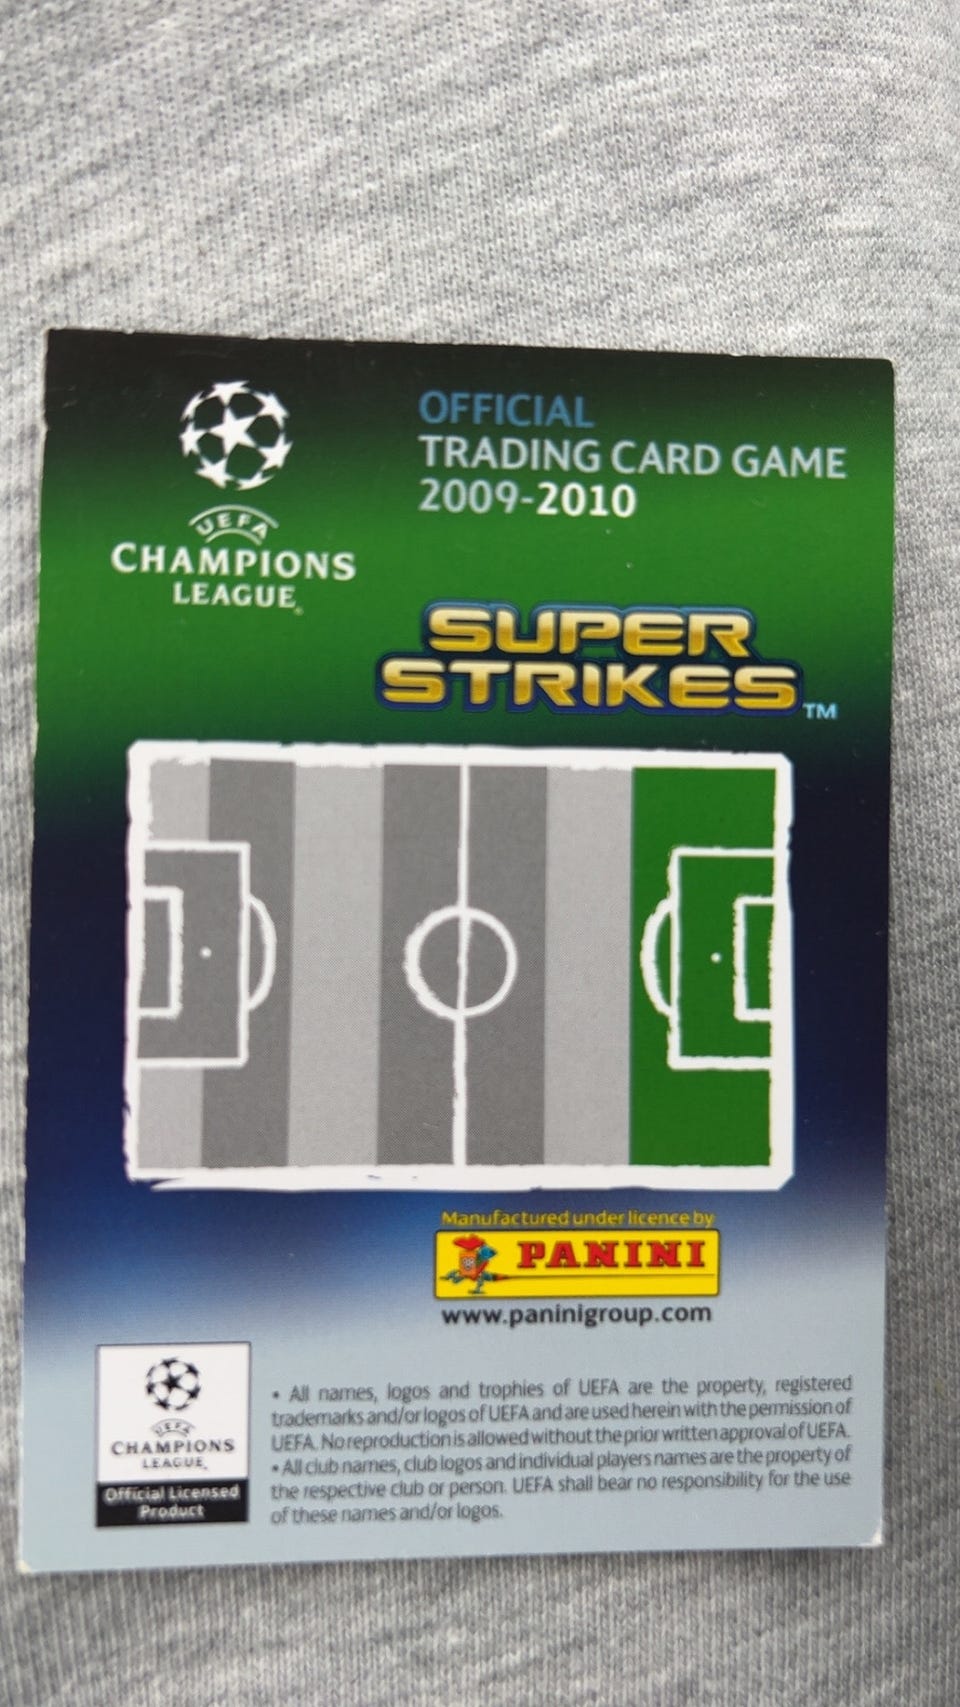 UEFA
CHAMPIONS
LEAGUE®
OFFICIAL
TRADING CARD GAME
2009-2010
SUPER
STRIKES™
Manufactured under licence by
PANINI
www.paninigroup.com
UEFA
CHAMPIONS
LEAGUE
Official Licensed
Product
• All names, logos and trophies of UEFA are the property, registered
trademarks and/or logos of UEFA and are used herein with the permission of
UEFA. No reproduction is allowed without the prior written approval of UEFA.
• All club names, club logos and individual players names are the property of
the respective club or person. UEFA shall bear no responsibility for the use
of these names and/or logos.